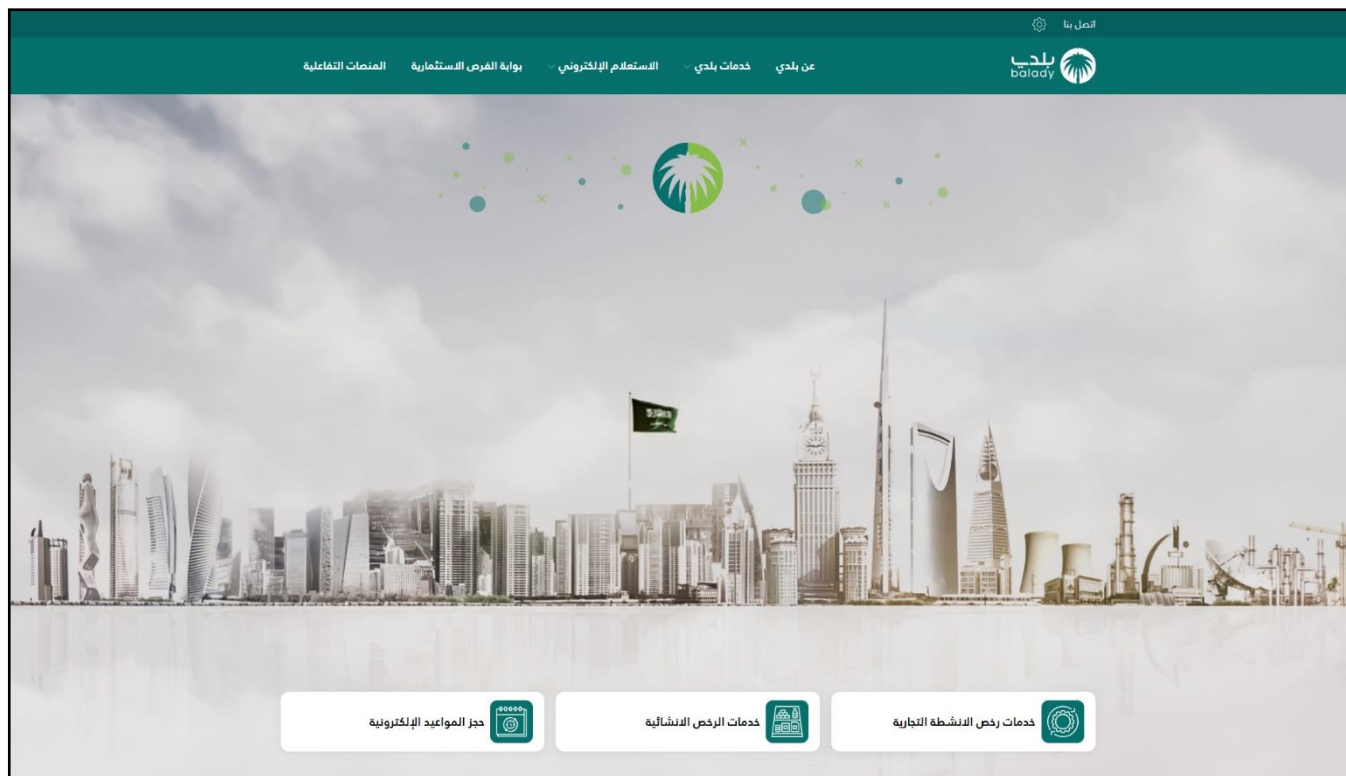 اتصل بنا
بلدي
balady
عن بلدي
خدمات بلدي
الاستعلام الإلكتروني
بوابة الفرص الاستثمارية
المنصات التفاعلية
خدمات رخص الانشطة التجارية
خدمات الرخص الانشائية
حجز المواعيد الإلكترونية